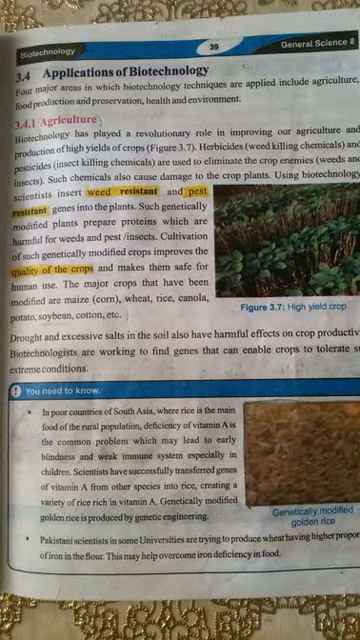 Biotechnology
39
General Science 8
3.4 Applications of Biotechnology
Four major areas in which biotechnology techniques are applied include agriculture,
food production and preservation, health and environment.
3.4.1 Agriculture
Biotechnology has played a revolutionary role in improving our agriculture and
production of high yields of crops (Figure 3.7). Herbicides (weed killing chemicals) and
pesticides (insect killing chemicals) are used to eliminate the crop enemies (weeds and
insects). Such chemicals also cause damage to the crop plants. Using biotechnology
scientists insert weed resistant and pest
resistant genes into the plants. Such genetically
modified plants prepare proteins which are
harmful for weeds and pest /insects. Cultivation
of such genetically modified crops improves the
quality of the crops and makes them safe for
human use. The major crops that have been
modified are maize (corn), wheat, rice, canola,
potato, soybean, cotton, etc.
Figure 3.7: High yield crop
Drought and excessive salts in the soil also have harmful effects on crop productiv
Biotechnologists are working to find genes that can enable crops to tolerate s
extreme conditions.
! You need to know.
• In poor countries of South Asia, where rice is the main
food of the rural population, deficiency of vitamin A is
the common problem which may lead to early
blindness and weak immune system especially in
children. Scientists have successfully transferred genes
of vitamin A from other species into rice, creating a
variety of rice rich in vitamin A. Genetically modified
golden rice is produced by genetic engineering.
Genetically modified
golden rice
• Pakistani scientists in some Universities are trying to produce wheat having higher propor
of iron in the flour. This may help overcome iron deficiency in food.